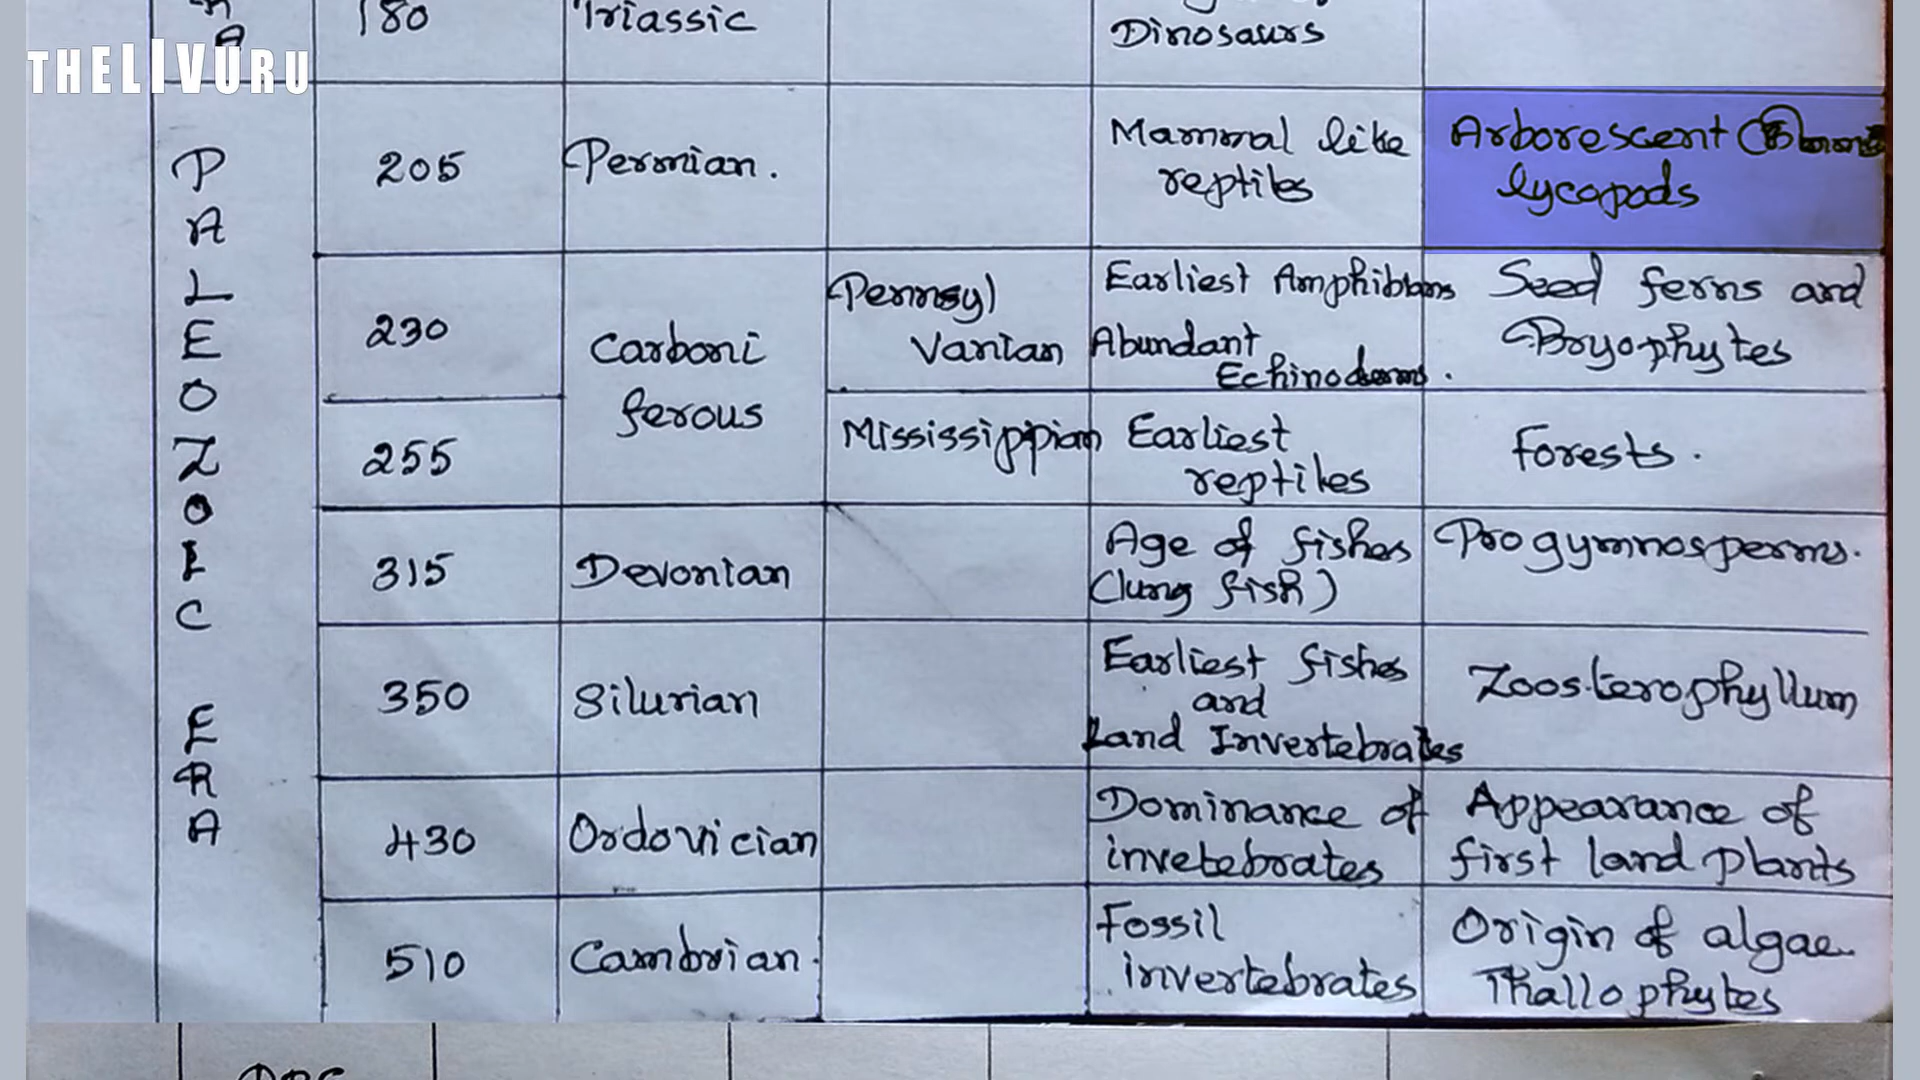 THELIVURU
A
180 Triassic
Dinosaurs
PALEOZOIC ERA
205 Permian. Mammal like reptiles Arborescent lycopods
230 Carboni ferous Pennsyl Vanian Earliest Amphibians Abundant Echinoderms. Seed ferns and Bryophytes
255 Mississippian Earliest reptiles Forests.
315 Devonian Age of fishes (lung fish) Progymnosperms.
350 Silurian Earliest fishes and Land Invertebrates Zoosterophyllum
430 Ordovician Dominance of invetebrates Appearance of first land plants
510 Cambrian. Fossil invertebrates Origin of algae Thallophytes